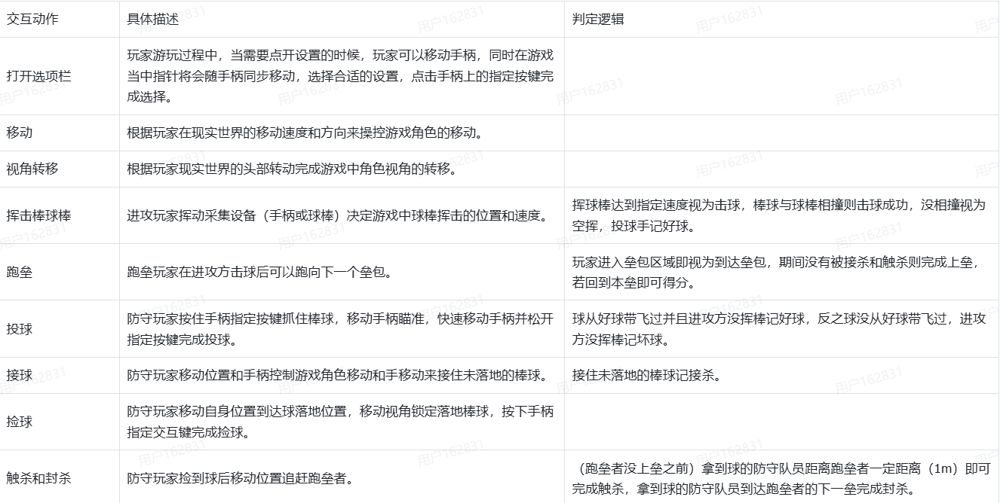 交互动作
具体描述
判定逻辑
打开选项栏
玩家游玩过程中，当需要点开设置的时候，玩家可以移动手柄，同时在游戏
当中指针将会随手柄同步移动，选择合适的设置，点击手柄上的指定按键完
成选择。
移动
根据玩家在现实世界的移动速度和方向来操控游戏角色的移动。
视角转移
根据玩家现实世界的头部转动完成游戏中角色视角的转移。
挥击棒球棒
进攻玩家挥动采集设备（手柄或球棒）决定游戏中球棒挥击的位置和速度。
挥球棒达到指定速度视为击球，棒球与球棒相撞则击球成功，没相撞视为
空挥，投球手记好球。
跑垒
跑垒玩家在进攻方击球后可以跑向下一个垒包。
玩家进入垒包区域即视为到达垒包，期间没有被接杀和触杀则完成上垒，
若回到本垒即可得分。
投球
防守玩家按住手柄指定按键抓住棒球，移动手柄瞄准，快速移动手柄并松开
指定按键完成投球。
球从好球带飞过并且进攻方没挥棒记好球，反之球没从好球带飞过，进攻
方没挥棒记坏球。
接球
防守玩家移动位置和手柄控制游戏角色移动和手移动来接住未落地的棒球。
接住未落地的棒球记接杀。
捡球
防守玩家移动自身位置到达球落地位置，移动视角锁定落地棒球，按下手柄
指定交互键完成捡球。
触杀和封杀
防守玩家捡到球后移动位置追赶跑垒者。
（跑垒者没上垒之前）拿到球的防守队员距离跑垒者一定距离（1m）即可
完成触杀，拿到球的防守队员到达跑垒者的下一垒完成封杀。
用户162831